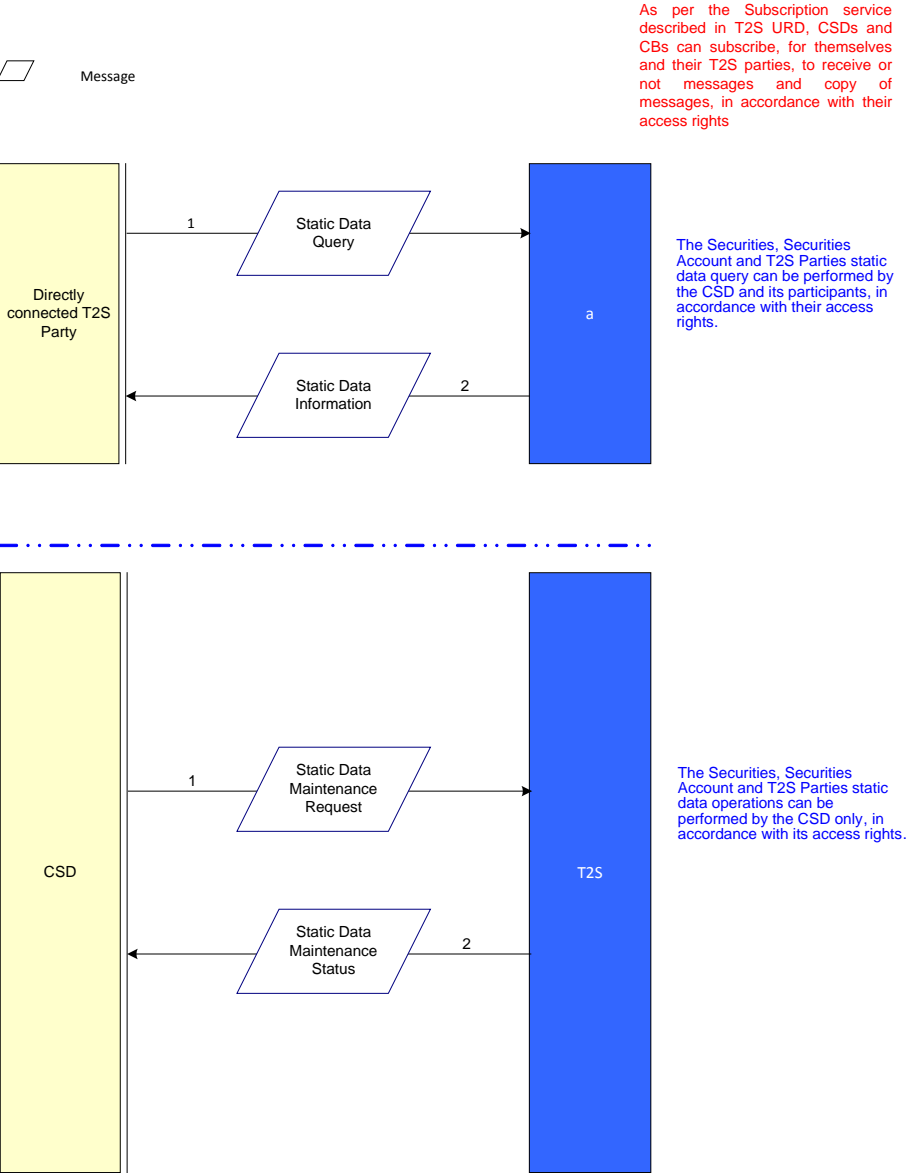 As per the Subscription service
described in T2S URD, CSDs and
CBs can subscribe, for themselves
and their T2S parties, to receive or
not messages and copy of
messages, in accordance with their
access rights
Message
1
Static Data
Query
Directly
connected T2S
Party
a
The Securities, Securities
Account and T2S Parties static
data query can be performed by
the CSD and its participants, in
accordance with their access
rights.
Static Data
Information
2
1
Static Data
Maintenance
Request
The Securities, Securities
Account and T2S Parties static
data operations can be
performed by the CSD only, in
accordance with its access rights.
CSD
T2S
Static Data
Maintenance
Status
2